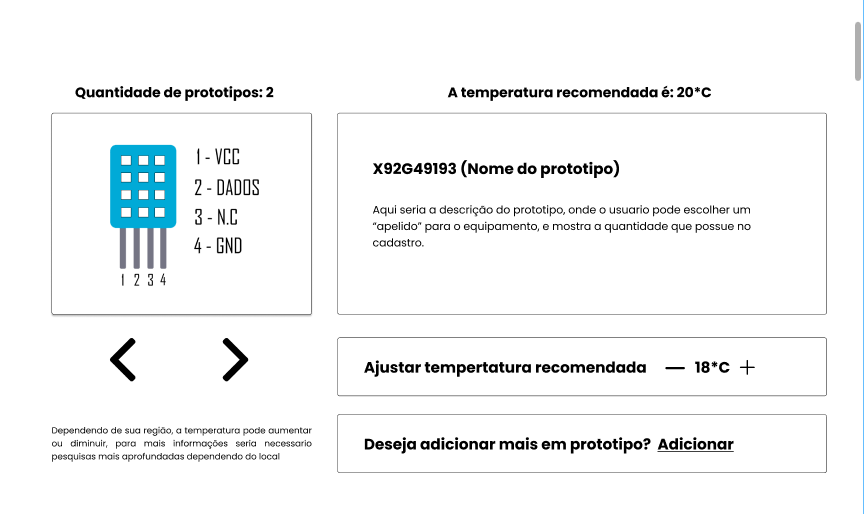 Quantidade de prototipos: 2
A temperatura recomendada é: 20*C
1 - VCC
2 - DADOS
3 - N.C
4 - GND
1 2 3 4
X92G49193 (Nome do prototipo)
Aqui seria a descrição do prototipo, onde o usuario pode escolher um
“apelido” para o equipamento, e mostra a quantidade que possue no
cadastro.
Ajustar tempertatura recomendada — 18*C +
Dependendo de sua região, a temperatura pode aumentar
ou diminuir, para mais informações seria necessario
pesquisas mais aprofundadas dependendo do local
Deseja adicionar mais em prototipo? Adicionar